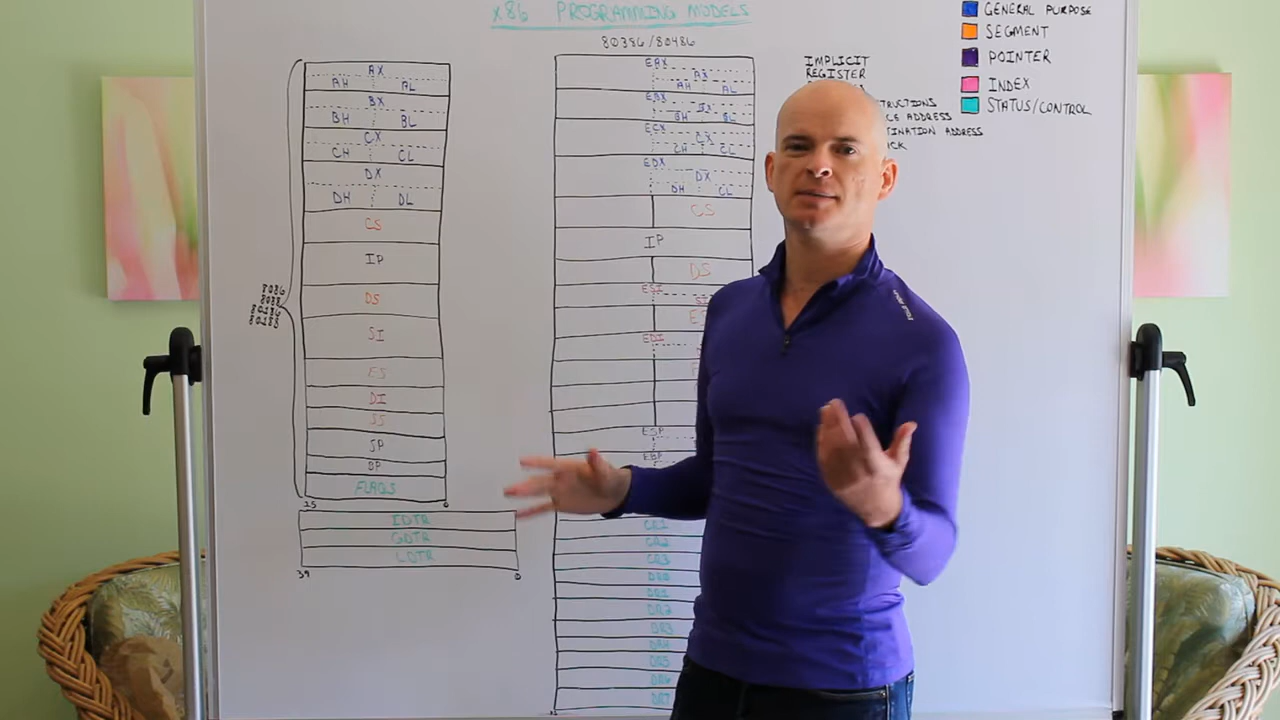 x86 PROGRAMMING MODELS
AX
AH AL
BX
BH BL
CX
CH CL
DX
DH DL
CS
IP
DS
SI
ES
DI
SS
SP
BP
FLAGS
15 0
IDTR
GDTR
LDTR
39 0
80386/80486
EAX
AX
AH AL
EBX
BX
BH BL
ECX
CX
CH CL
EDX
DX
DH CL
CS
IP
DS
ESI
SI
EDI
ESP
EBP
CR1
CR2
CR3
DR0
DR1
DR2
DR3
DR4
DR5
DR6
DR7
IMPLICIT
REGISTER
GENERAL PURPOSE
SEGMENT
POINTER
INDEX
STATUS/CONTROL